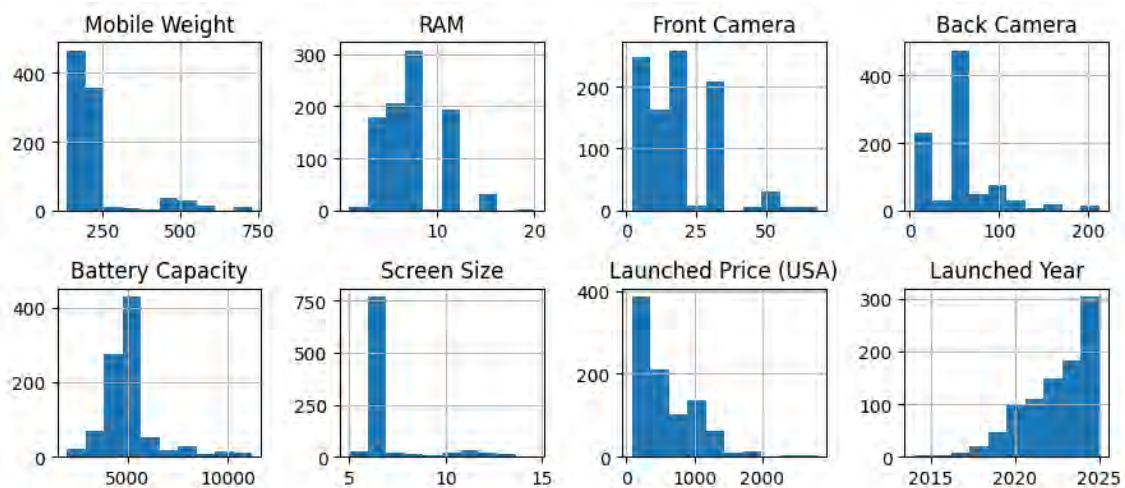 Mobile Weight RAM Front Camera Back Camera
400 300 200 400
200 200 100 200
100
0 0 0 0
250 500 750 10 20 0 25 50 0 100 200
Battery Capacity Screen Size Launched Price (USA) Launched Year
400 750 400 300
200 500 200 200
250 100
0 0 0 0
5000 10000 5 10 15 0 1000 2000 2015 2020 2025